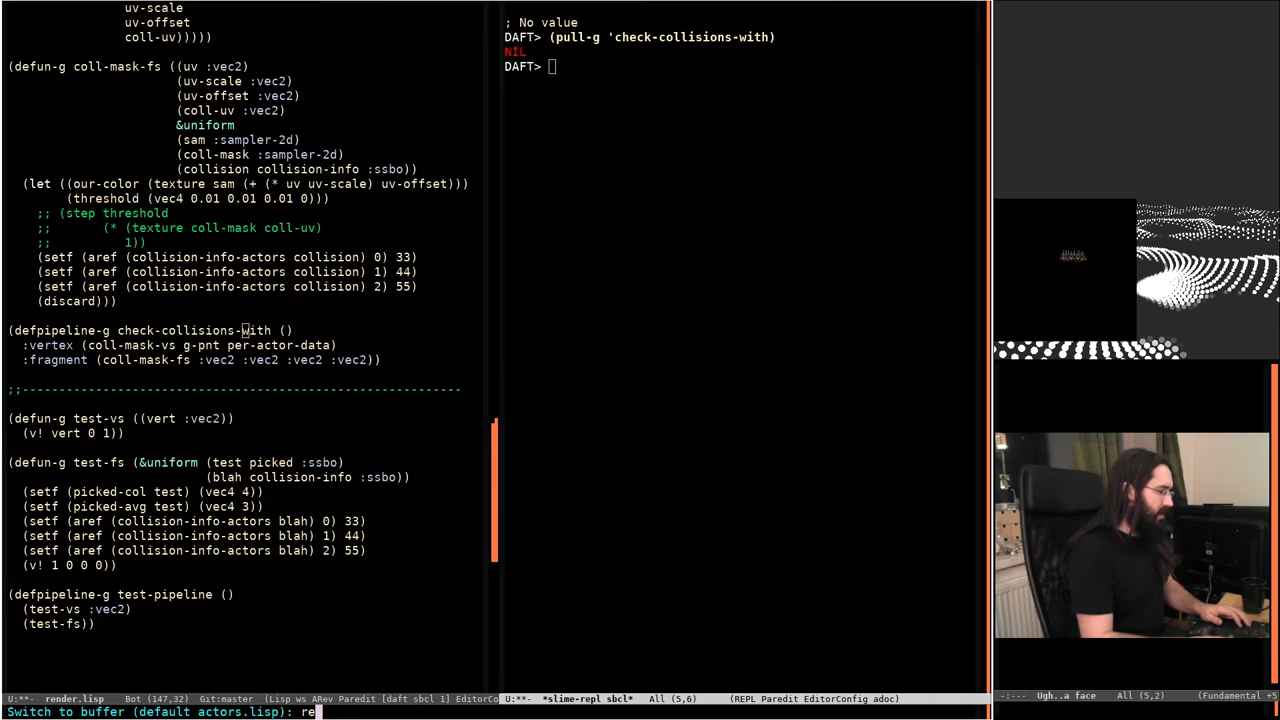 uv-scale
uv-offset
coll-uv)))))
(defun-g coll-mask-fs ((uv :vec2)
(uv-scale :vec2)
(uv-offset :vec2)
(coll-uv :vec2)
&uniform
(sam :sampler-2d)
(coll-mask :sampler-2d)
(collision collision-info :ssbo))
(let ((our-color (texture sam (+ (* uv uv-scale) uv-offset)))
(threshold (vec4 0.01 0.01 0.01 0)))
;; (step threshold
;; (* (texture coll-mask coll-uv)
;; 1))
(setf (aref (collision-info-actors collision) 0) 33)
(setf (aref (collision-info-actors collision) 1) 44)
(setf (aref (collision-info-actors collision) 2) 55)
(discard)))
(defpipeline-g check-collisions-with ()
:vertex (coll-mask-vs g-pnt per-actor-data)
:fragment (coll-mask-fs :vec2 :vec2 :vec2 :vec2))
;;------------------------------------------------------------
(defun-g test-vs ((vert :vec2))
(v! vert 0 1))
(defun-g test-fs (&uniform (test picked :ssbo)
(blah collision-info :ssbo))
(setf (picked-col test) (vec4 4))
(setf (picked-avg test) (vec4 3))
(setf (aref (collision-info-actors blah) 0) 33)
(setf (aref (collision-info-actors blah) 1) 44)
(setf (aref (collision-info-actors blah) 2) 55)
(v! 1 0 0 0))
(defpipeline-g test-pipeline ()
(test-vs :vec2)
(test-fs))
U:**- render.lisp Bot (147,32) Git:master (Lisp ws ARev Paredit [daft sbcl 1] EditorCo
Switch to buffer (default actors.lisp): re
; No value
DAFT> (pull-g 'check-collisions-with)
NIL
DAFT>
U:**- *slime-repl sbcl* All (5,6) (REPL Paredit EditorConfig adoc)
-:--- Ugh..a face All (5,2) (Fundamental +5